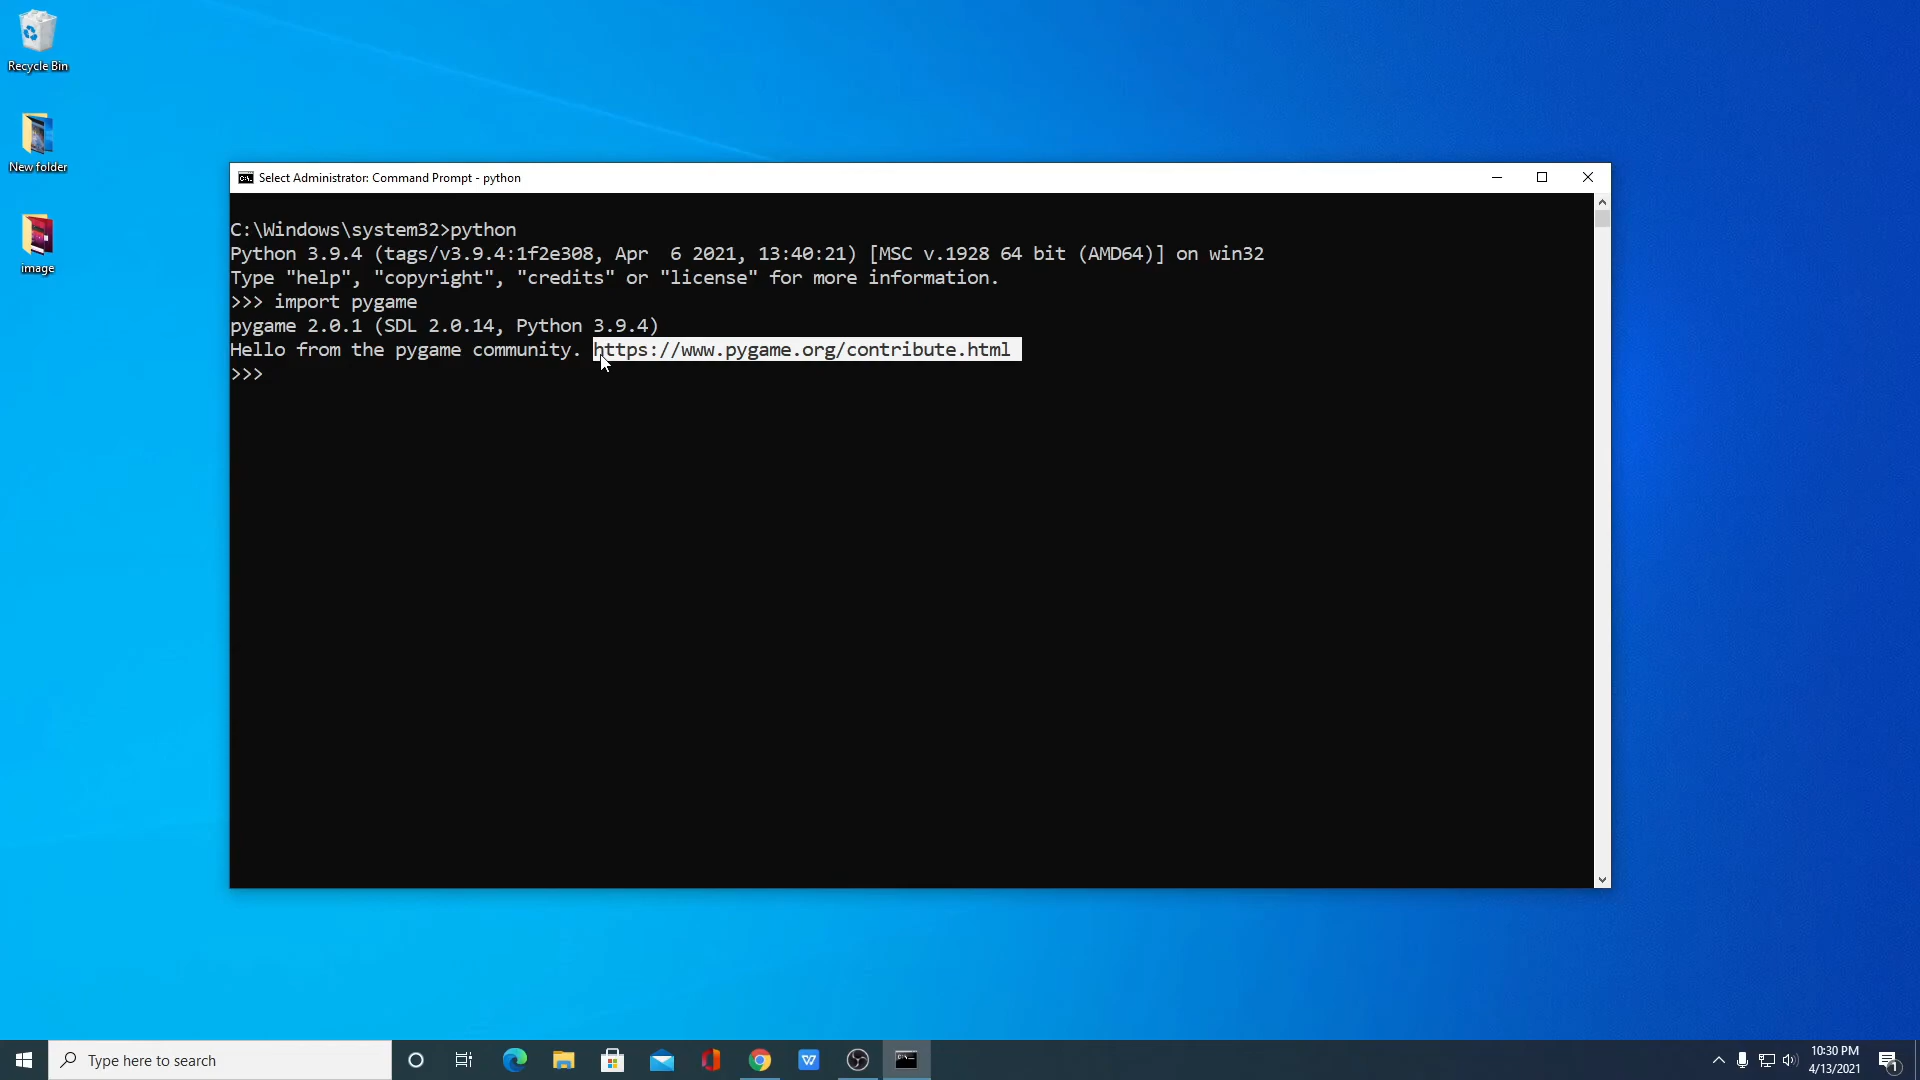 Recycle Bin
New folder
image
Select Administrator: Command Prompt - python
C:\Windows\system32>python
Python 3.9.4 (tags/v3.9.4:1f2e308, Apr  6 2021, 13:40:21) [MSC v.1928 64 bit (AMD64)] on win32
Type "help", "copyright", "credits" or "license" for more information.
>>> import pygame
pygame 2.0.1 (SDL 2.0.14, Python 3.9.4)
Hello from the pygame community. https://www.pygame.org/contribute.html
>>>
Type here to search
10:30 PM
4/13/2021
1